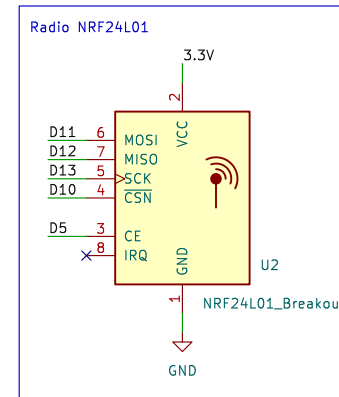 Radio NRF24L01
3.3V
2
VCC
D11 6 MOSI
D12 7 MISO
D13 5 SCK
D10 4 CSN
D5 3 CE
8 IRQ
GND
U2
1
NRF24L01_Breakou
GND